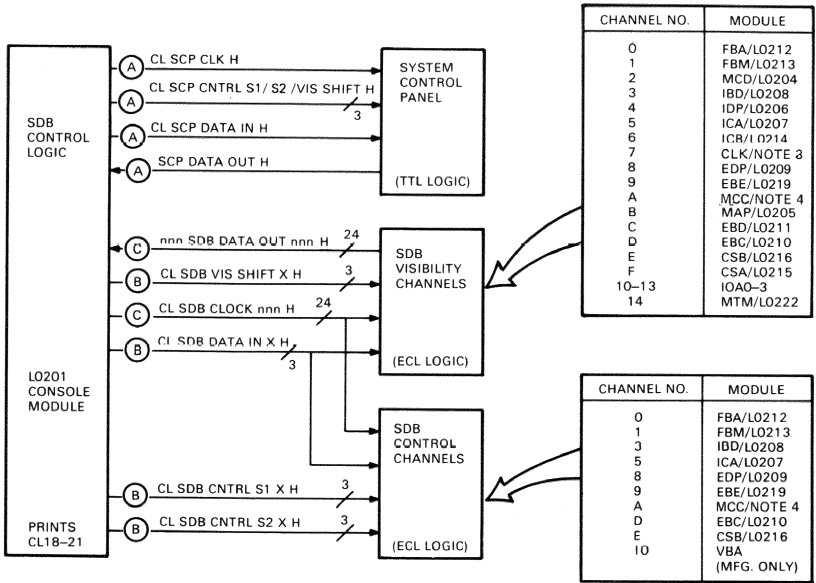 SDB
CONTROL
LOGIC
L0201
CONSOLE
MODULE
PRINTS
CL18-21
A CL SCP CLK H
A CL SCP CNTRL S1/ S2 /VIS SHIFT H
3
A CL SCP DATA IN H
A SCP DATA OUT H
SYSTEM
CONTROL
PANEL
(TTL LOGIC)
C nnn SDB DATA OUT nnn H 24
B CL SDB VIS SHIFT X H 3
C CL SDB CLOCK nnn H 24
B CL SDB DATA IN X H
3
SDB
VISIBILITY
CHANNELS
(ECL LOGIC)
B CL SDB CNTRL S1 X H 3
B CL SDB CNTRL S2 X H 3
SDB
CONTROL
CHANNELS
(ECL LOGIC)
CHANNEL NO. MODULE
0 FBA/L0212
1 FBM/L0213
2 MCD/L0204
3 IBD/L0208
4 IDP/L0206
5 ICA/L0207
6 ICB/L0214
7 CLK/NOTE 3
8 EDP/L0209
9 EBE/L0219
A MCC/NOTE 4
B MAP/L0205
C EBD/L0211
D EBC/L0210
E CSB/L0216
F CSA/L0215
10–13 IOA0–3
14 MTM/L0222
CHANNEL NO. MODULE
0 FBA/L0212
1 FBM/L0213
3 IBD/L0208
5 ICA/L0207
8 EDP/L0209
9 EBE/L0219
A MCC/NOTE 4
D EBC/L0210
E CSB/L0216
10 VBA
(MFG. ONLY)